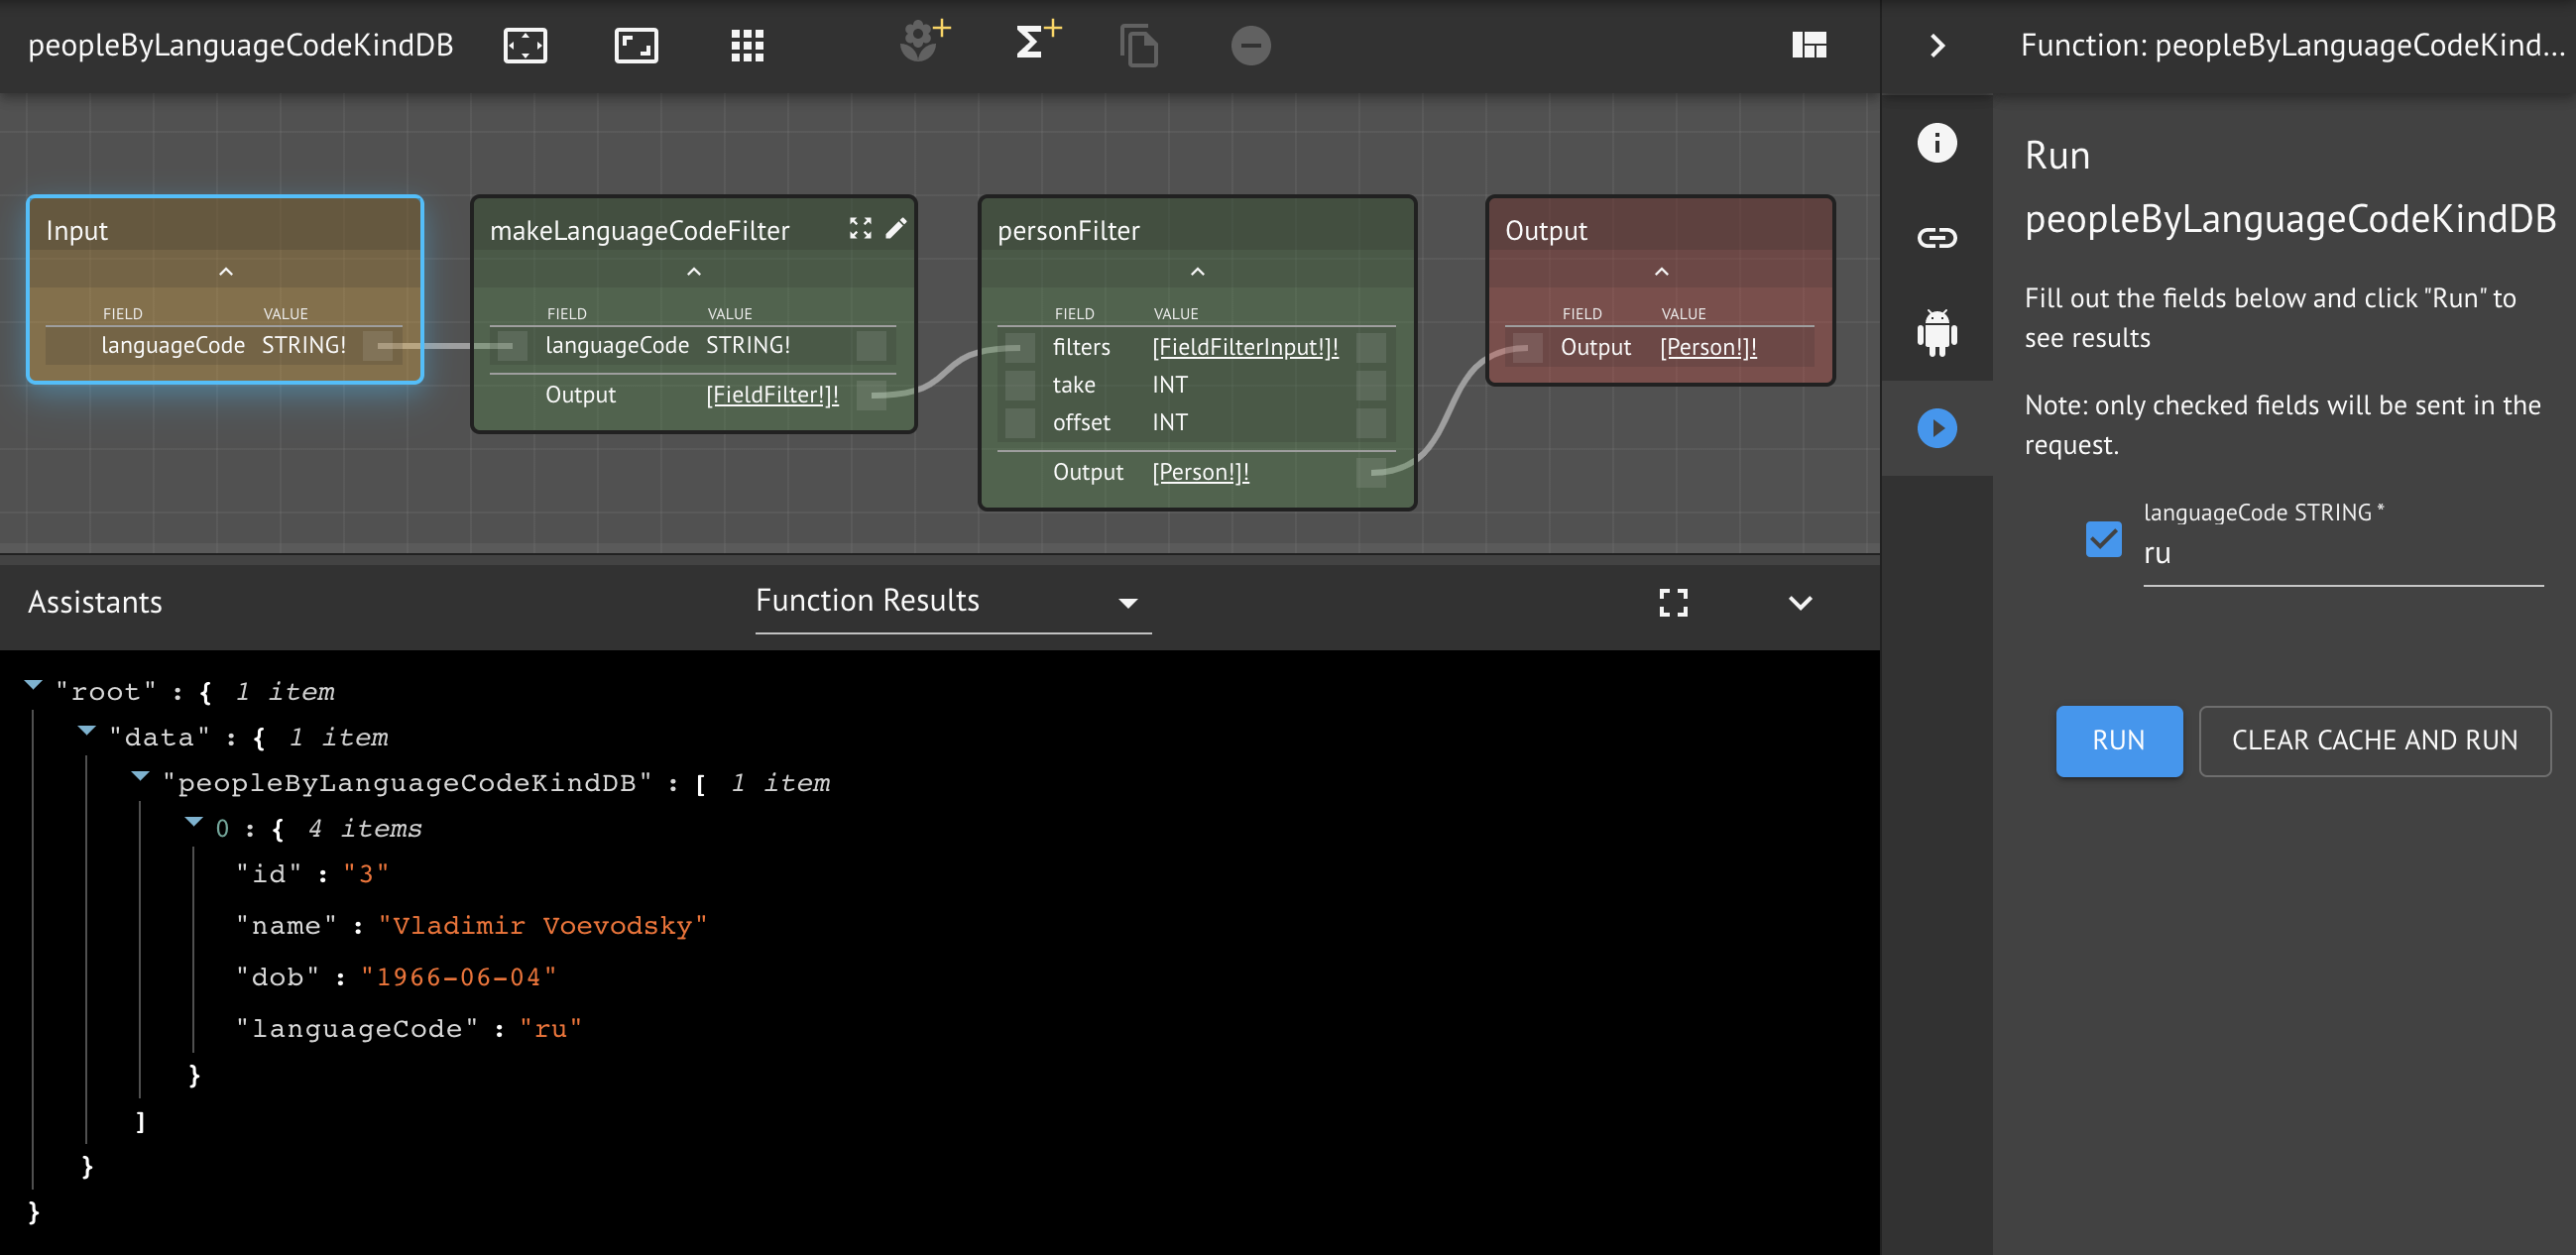 peopleByLanguageCodeKindDB
Function: peopleByLanguageCodeKind...
Input
FIELD VALUE
languageCode STRING!
makeLanguageCodeFilter
FIELD VALUE
languageCode STRING!
Output [FieldFilter!]!
personFilter
FIELD VALUE
filters [FieldFilterInput!]!
take INT
offset INT
Output [Person!]!
Output
FIELD VALUE
Output [Person!]!
Run
peopleByLanguageCodeKindDB
Fill out the fields below and click "Run" to
see results
Note: only checked fields will be sent in the
request.
languageCode STRING *
ru
RUN CLEAR CACHE AND RUN
Assistants Function Results
"root" : { 1 item
"data" : { 1 item
"peopleByLanguageCodeKindDB" : [ 1 item
0 : { 4 items
"id" : "3"
"name" : "Vladimir Voevodsky"
"dob" : "1966-06-04"
"languageCode" : "ru"
}
]
}
}